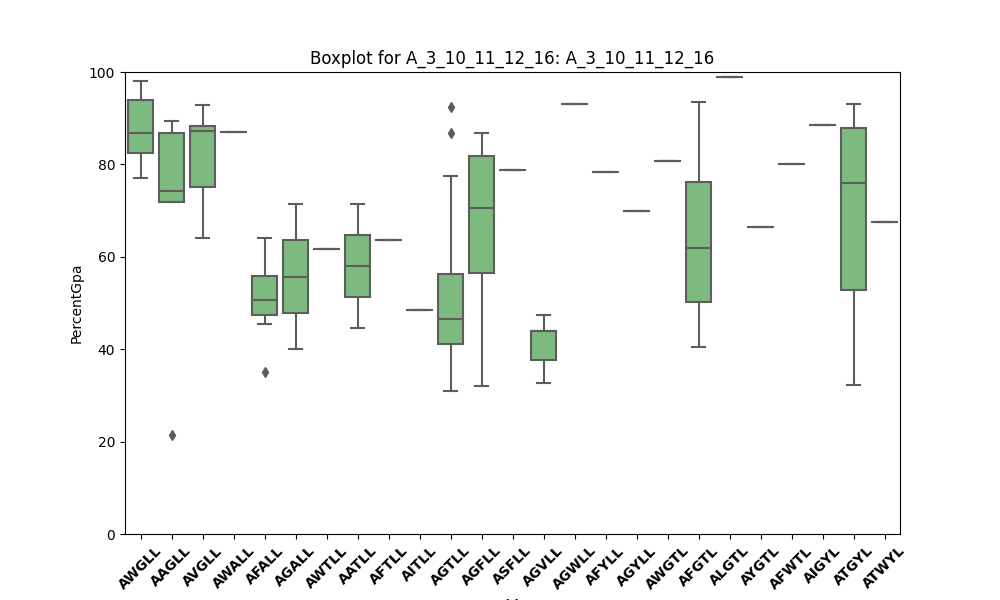 Boxplot for A_3_10_11_12_16: A_3_10_11_12_16
PercentGpa
100
80
60
40
20
0
AWGLL
AAGLL
AVGLL
AWALL
AFALL
AGALL
AWTLL
AATLL
AFTLL
AITLL
AGTLL
AGFLL
ASFLL
AGVLL
AGWLL
AFYLL
AGYLL
AWGTL
AFGTL
ALGTL
AYGTL
AFWTL
AIGYL
ATGYL
ATWYL